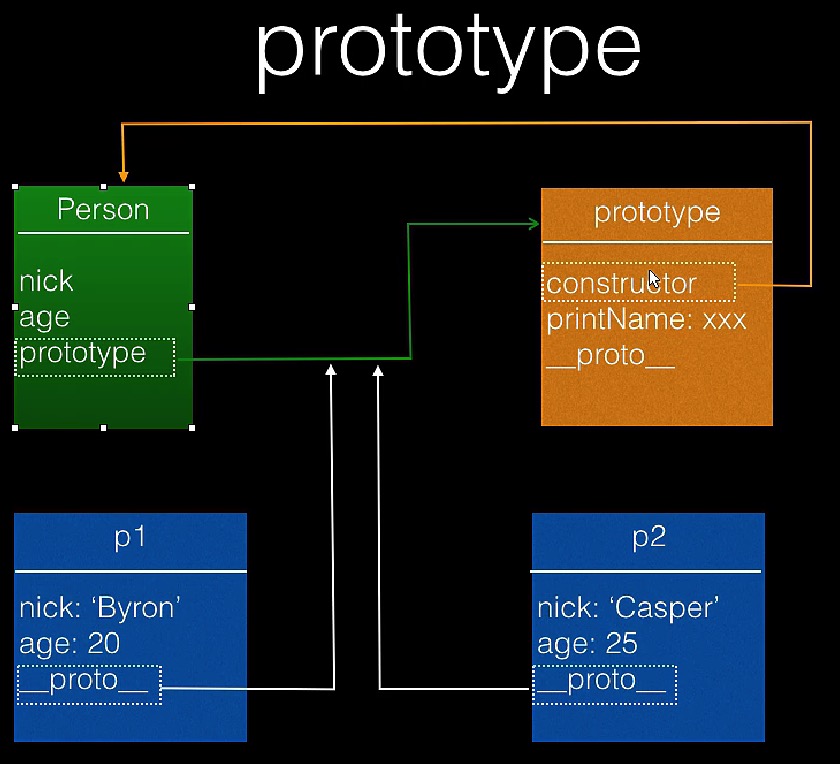 prototype
Person
nick
age
prototype
prototype
constructor
printName: xxx
__proto__
p1
nick: ‘Byron’
age: 20
__proto__
p2
nick: ‘Casper’
age: 25
__proto__